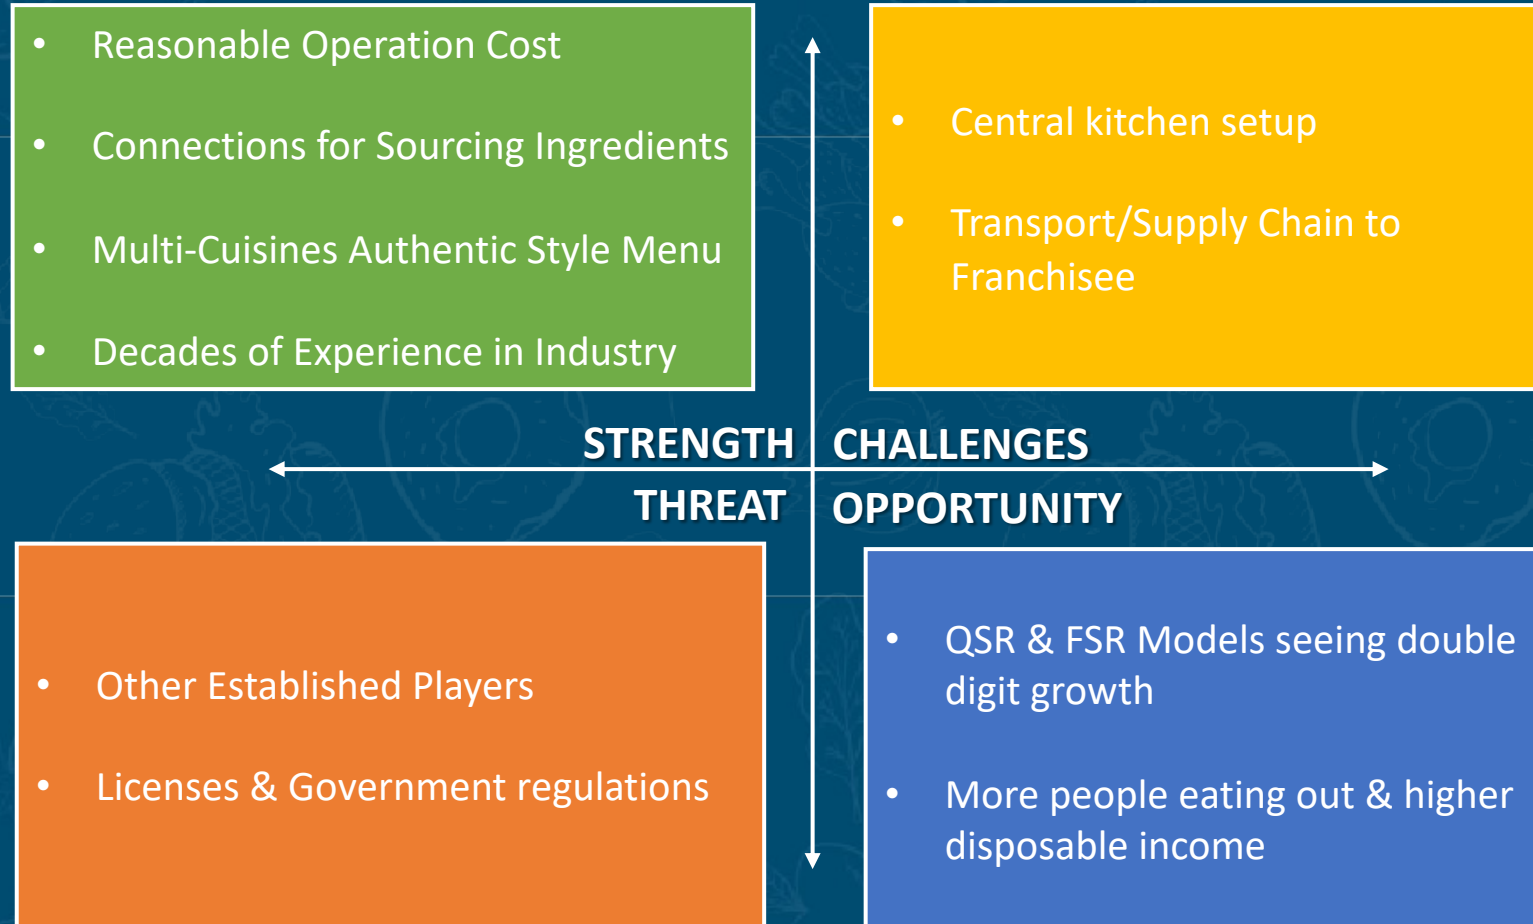 • Reasonable Operation Cost
• Connections for Sourcing Ingredients
• Multi-Cuisines Authentic Style Menu
• Decades of Experience in Industry
• Central kitchen setup
• Transport/Supply Chain to
Franchisee
STRENGTH
CHALLENGES
THREAT
OPPORTUNITY
• Other Established Players
• Licenses & Government regulations
• QSR & FSR Models seeing double
digit growth
• More people eating out & higher
disposable income